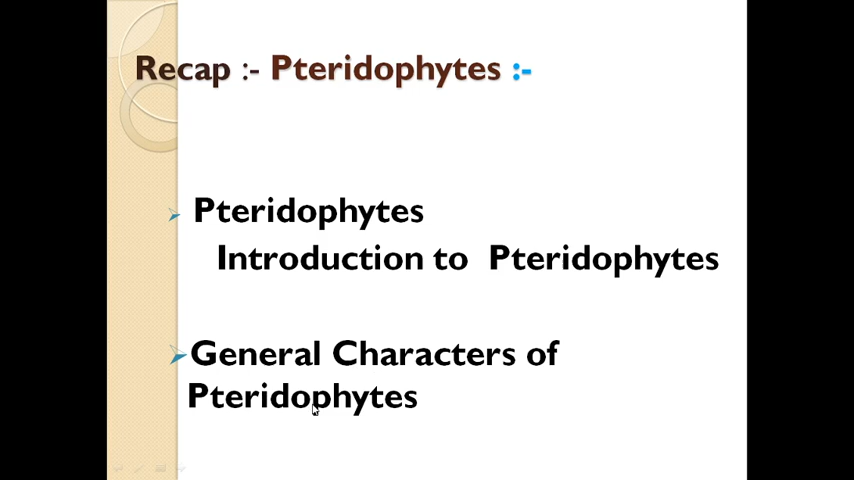 Recap :- Pteridophytes :-
Pteridophytes
Introduction to Pteridophytes
General Characters of
Pteridophytes